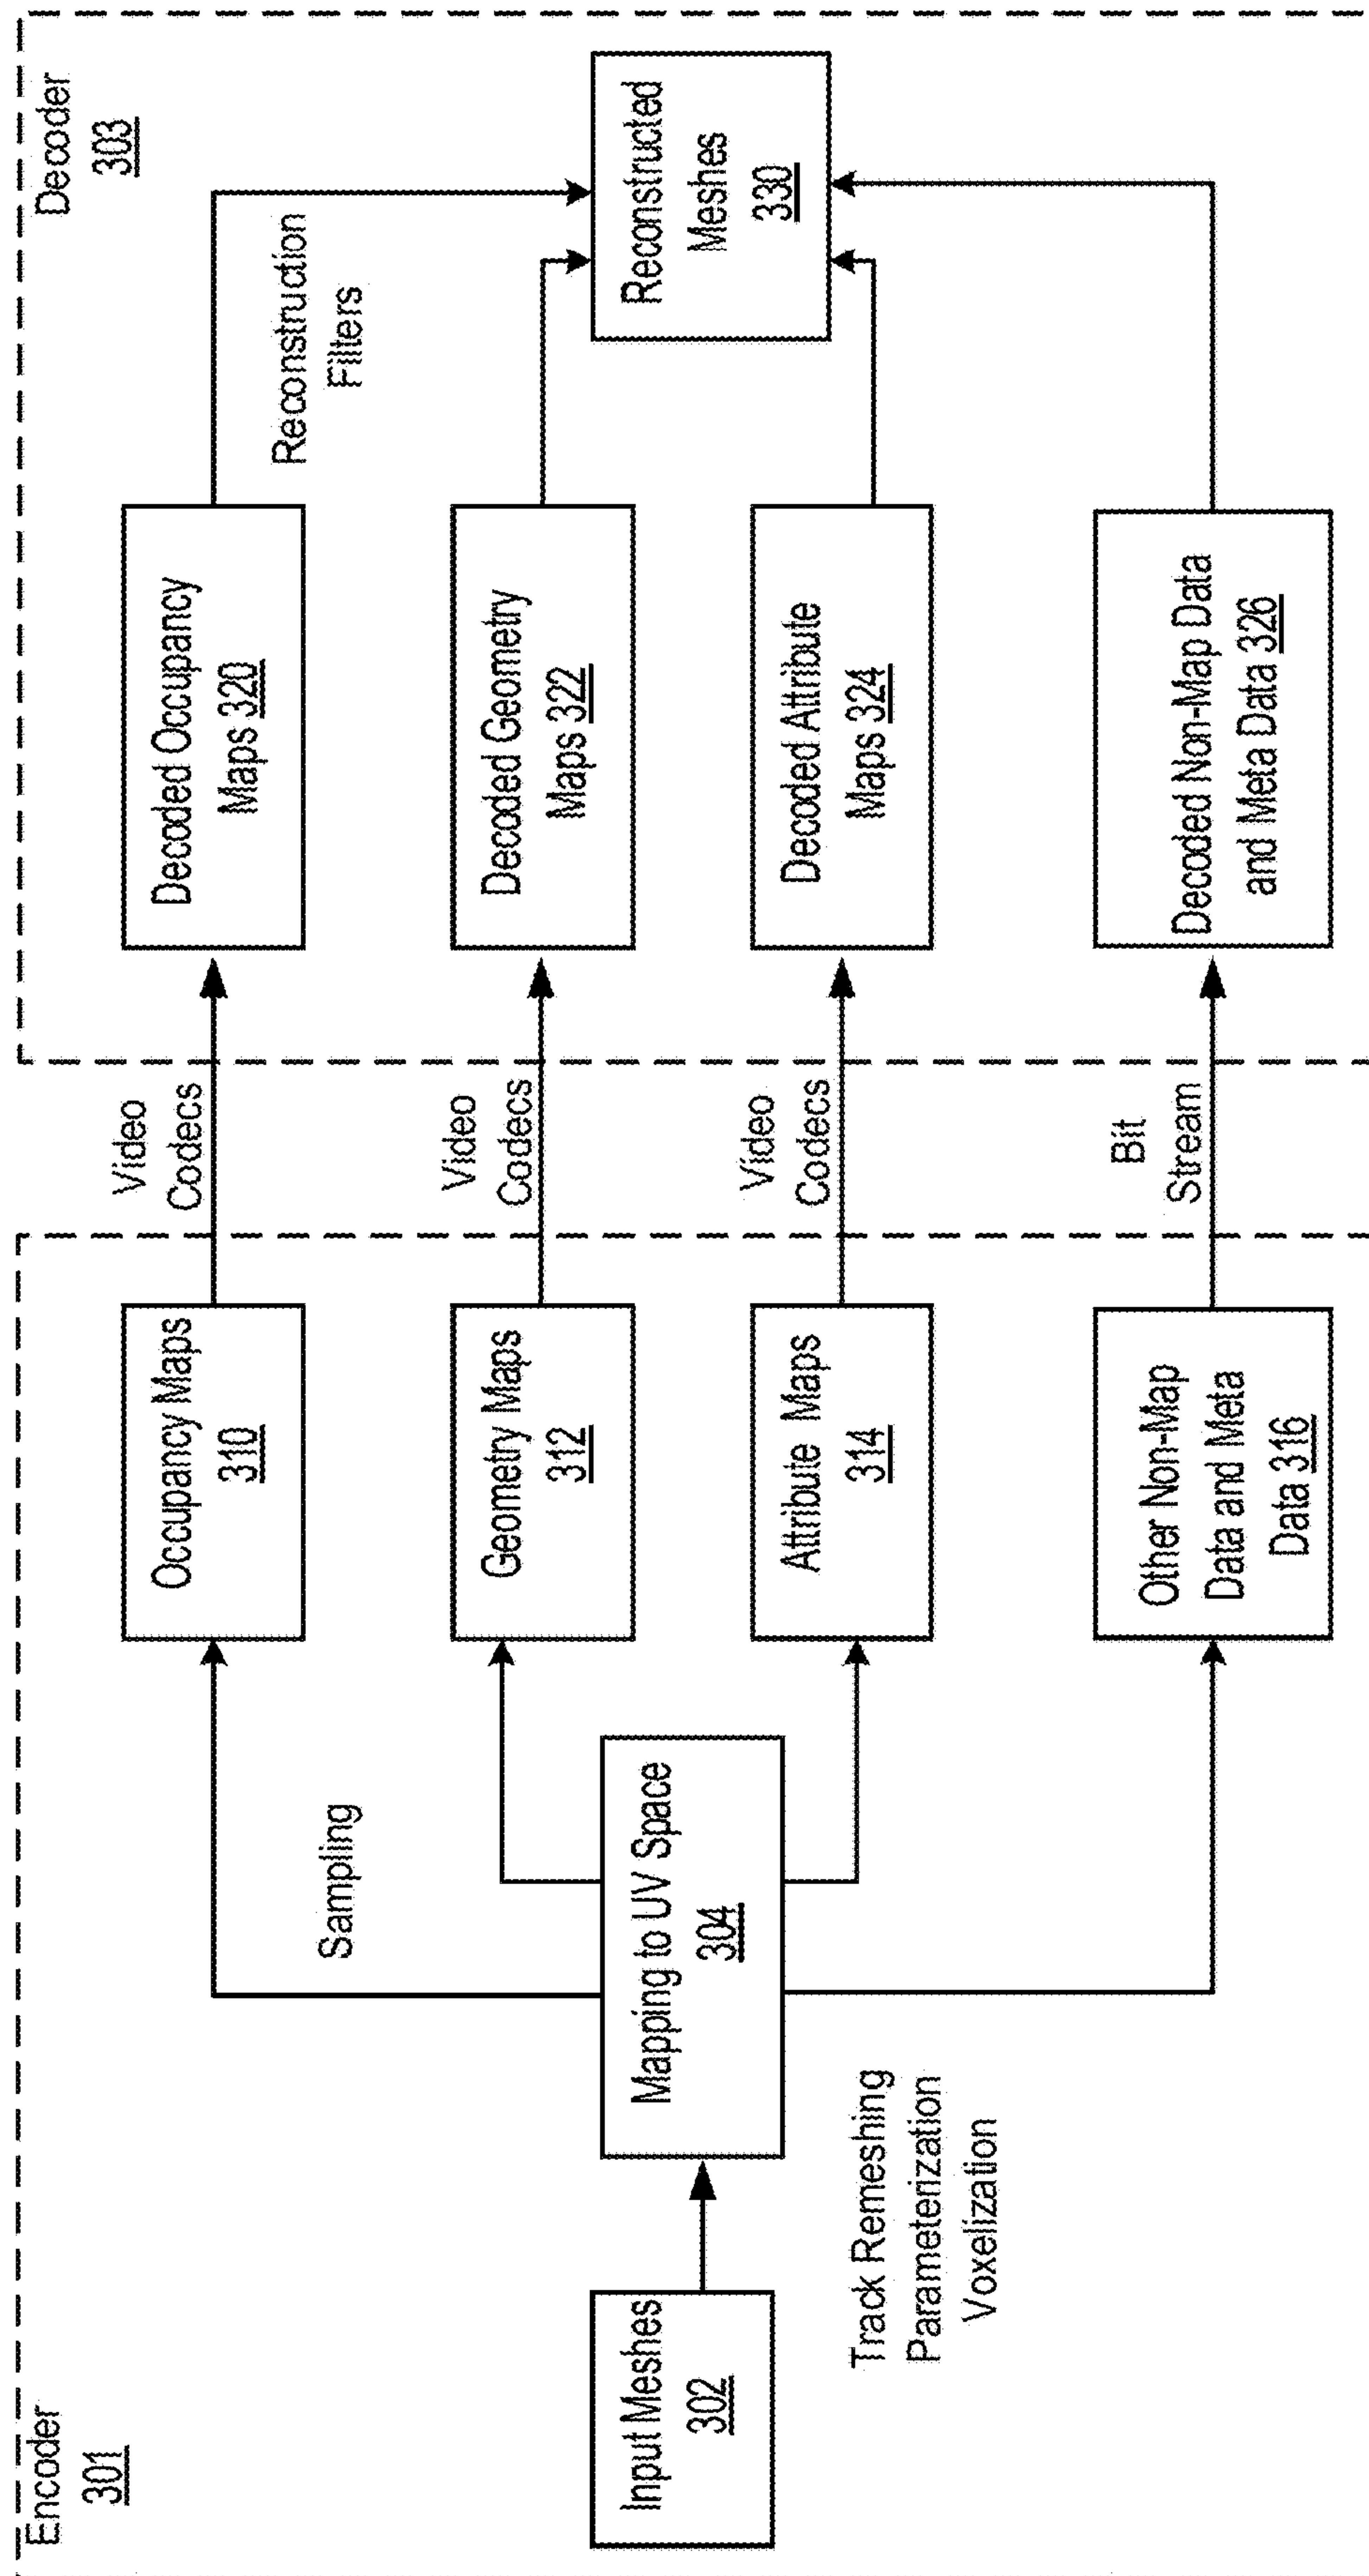 Encoder
301
Input Meshes
302
Track Remeshing
Parameterization
Voxelization
Mapping to UV Space
304
Sampling
Occupancy Maps
310
Geometry Maps
312
Attribute Maps
314
Other Non-Map
Data and Meta
Data 316
Video
Codecs
Video
Codecs
Video
Codecs
Bit
Stream
Decoder
303
Decoded Occupancy
Maps 320
Decoded Geometry
Maps 322
Decoded Attribute
Maps 324
Decoded Non-Map Data
and Meta Data 326
Reconstruction
Filters
Reconstructed
Meshes
330